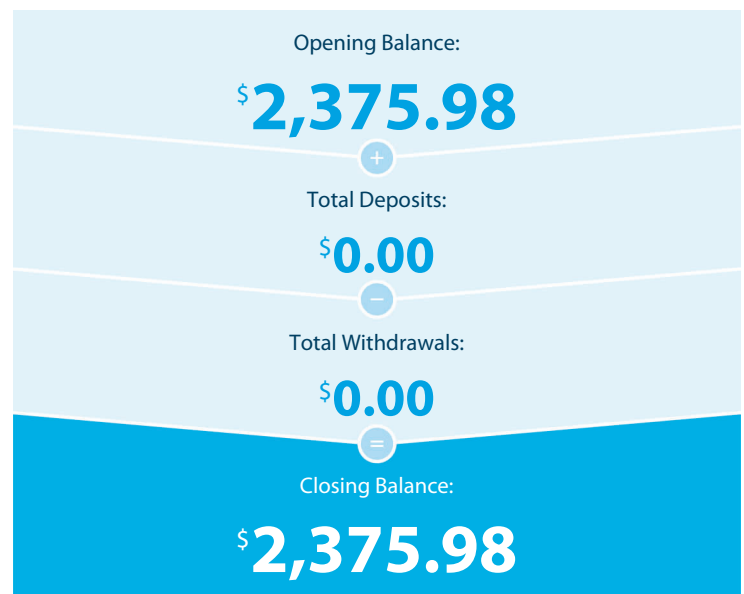 Opening Balance:
$2,375.98
+
Total Deposits:
$0.00
−
Total Withdrawals:
$0.00
=
Closing Balance:
$2,375.98